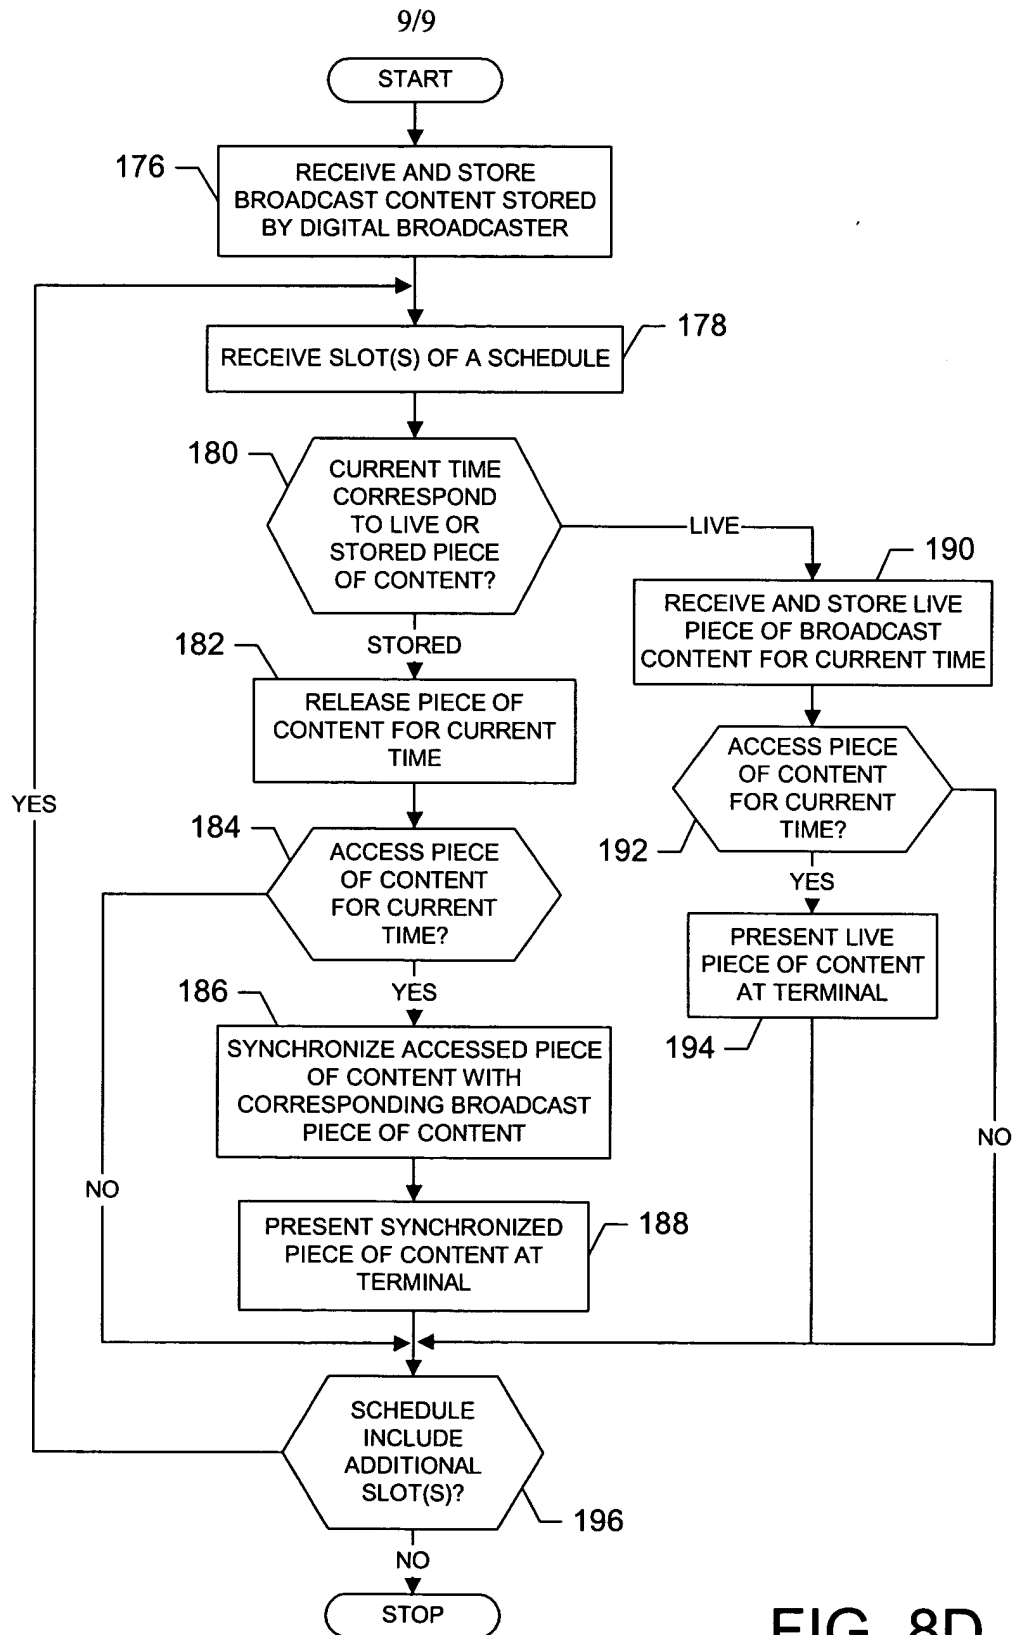 9/9
START
176
RECEIVE AND STORE
BROADCAST CONTENT STORED
BY DIGITAL BROADCASTER
178
RECEIVE SLOT(S) OF A SCHEDULE
180
CURRENT TIME
CORRESPOND
TO LIVE OR
STORED PIECE
OF CONTENT?
LIVE
190
RECEIVE AND STORE LIVE
PIECE OF BROADCAST
CONTENT FOR CURRENT TIME
STORED
182
RELEASE PIECE OF
CONTENT FOR CURRENT
TIME
ACCESS PIECE
OF CONTENT
FOR CURRENT
TIME?
192
YES
YES
184
ACCESS PIECE
OF CONTENT
FOR CURRENT
TIME?
PRESENT LIVE
PIECE OF CONTENT
AT TERMINAL
194
YES
186
SYNCHRONIZE ACCESSED PIECE
OF CONTENT WITH
CORRESPONDING BROADCAST
PIECE OF CONTENT
NO
NO
188
PRESENT SYNCHRONIZED
PIECE OF CONTENT AT
TERMINAL
SCHEDULE
INCLUDE
ADDITIONAL
SLOT(S)?
196
NO
STOP
FIG. 8D